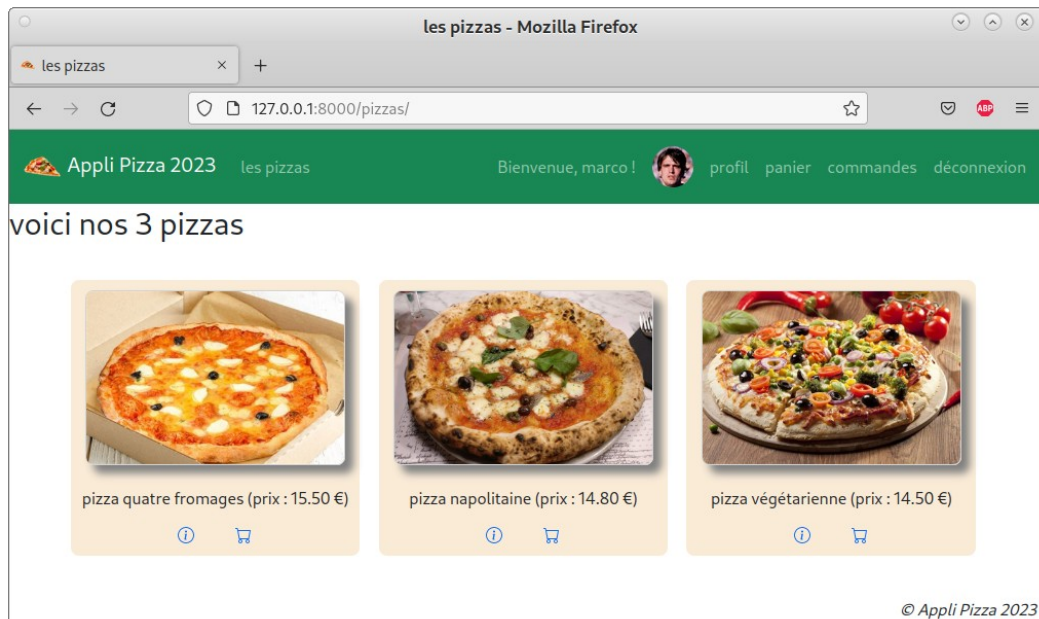 les pizzas - Mozilla Firefox
les pizzas
127.0.0.1:8000/pizzas/
ABP
Appli Pizza 2023 les pizzas Bienvenue, marco ! profil panier commandes déconnexion
voici nos 3 pizzas
pizza quatre fromages (prix : 15.50 €) pizza napolitaine (prix : 14.80 €) pizza végétarienne (prix : 14.50 €)
© Appli Pizza 2023